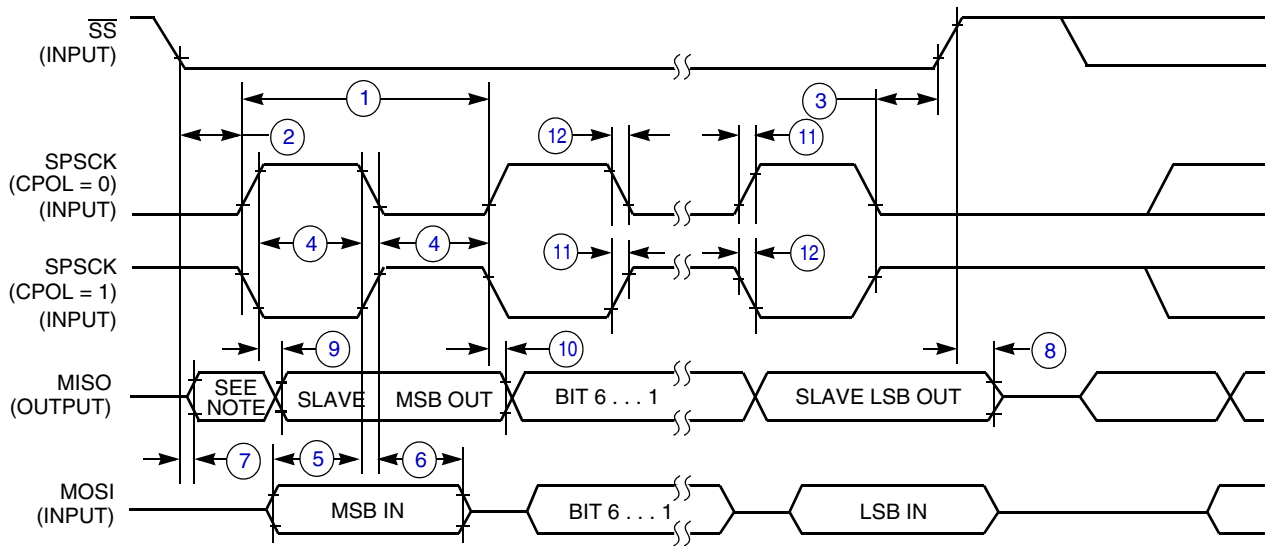 SS
(INPUT)
1
3
2
12
11
SPSCK
(CPOL = 0)
(INPUT)
4
4
11
12
SPSCK
(CPOL = 1)
(INPUT)
9
10
8
MISO
(OUTPUT)
SEE
NOTE
SLAVE
MSB OUT
BIT 6 . . . 1
SLAVE LSB OUT
7
5
6
MOSI
(INPUT)
MSB IN
BIT 6 . . . 1
LSB IN